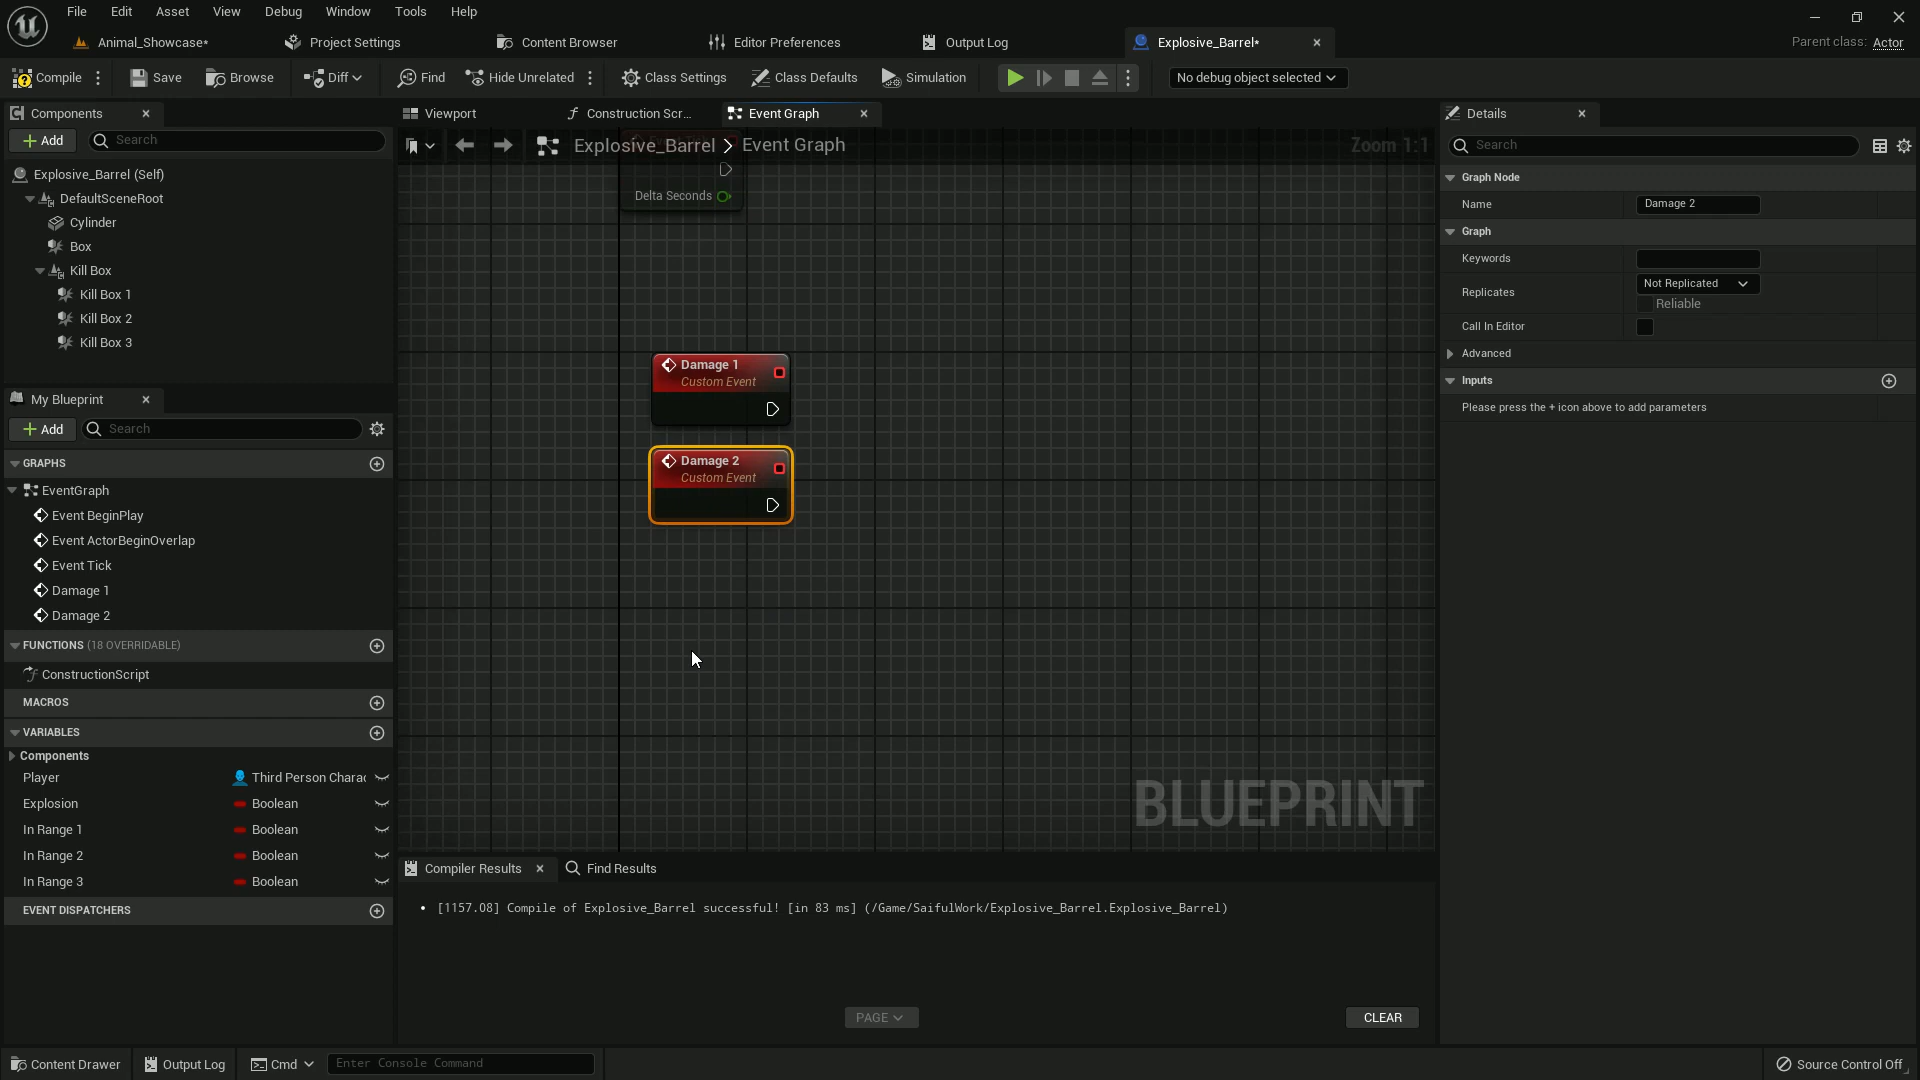 File Edit Asset View Debug Window Tools Help
Animal_Showcase* Project Settings Content Browser Editor Preferences Output Log Explosive_Barrel* Parent class: Actor
Compile Save Browse Diff Find Hide Unrelated Class Settings Class Defaults Simulation No debug object selected
Components Viewport Construction Scr... Event Graph Details
Add Search Explosive_Barrel > Event Graph Zoom 1:1 Search
Explosive_Barrel (Self)
DefaultSceneRoot
Cylinder
Box
Kill Box
Kill Box 1
Kill Box 2
Kill Box 3
My Blueprint
Add Search
GRAPHS
EventGraph
Event BeginPlay
Event ActorBeginOverlap
Event Tick
Damage 1
Damage 2
FUNCTIONS (18 OVERRIDABLE)
ConstructionScript
MACROS
VARIABLES
Components
Player Third Person Charac
Explosion Boolean
In Range 1 Boolean
In Range 2 Boolean
In Range 3 Boolean
EVENT DISPATCHERS
Delta Seconds
Damage 1
Custom Event
Damage 2
Custom Event
BLUEPRINT
Compiler Results Find Results
• [1157.08] Compile of Explosive_Barrel successful! [in 83 ms] (/Game/SaifulWork/Explosive_Barrel.Explosive_Barrel)
PAGE CLEAR
Graph Node
Name Damage 2
Graph
Keywords
Replicates Not Replicated
Reliable
Call In Editor
Advanced
Inputs
Please press the + icon above to add parameters
Content Drawer Output Log Cmd Enter Console Command Source Control Off